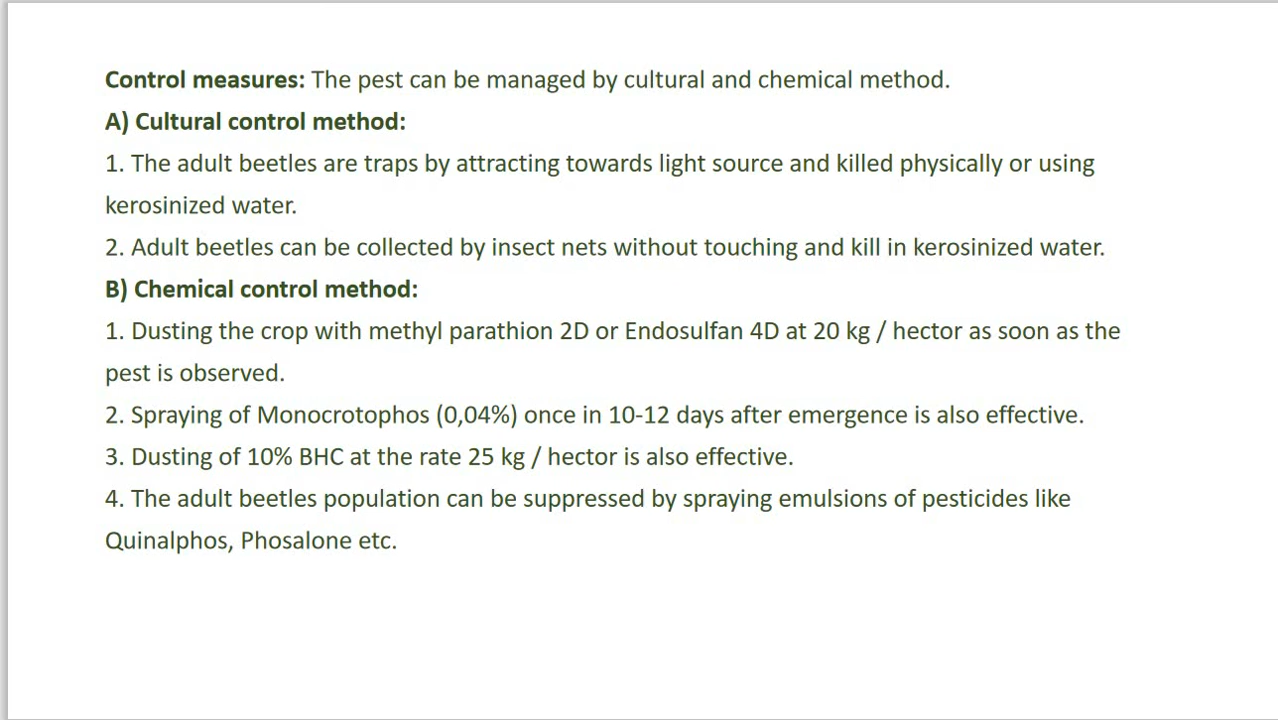 Control measures: The pest can be managed by cultural and chemical method.
A) Cultural control method:
1. The adult beetles are traps by attracting towards light source and killed physically or using
kerosinized water.
2. Adult beetles can be collected by insect nets without touching and kill in kerosinized water.
B) Chemical control method:
1. Dusting the crop with methyl parathion 2D or Endosulfan 4D at 20 kg / hector as soon as the
pest is observed.
2. Spraying of Monocrotophos (0,04%) once in 10-12 days after emergence is also effective.
3. Dusting of 10% BHC at the rate 25 kg / hector is also effective.
4. The adult beetles population can be suppressed by spraying emulsions of pesticides like
Quinalphos, Phosalone etc.